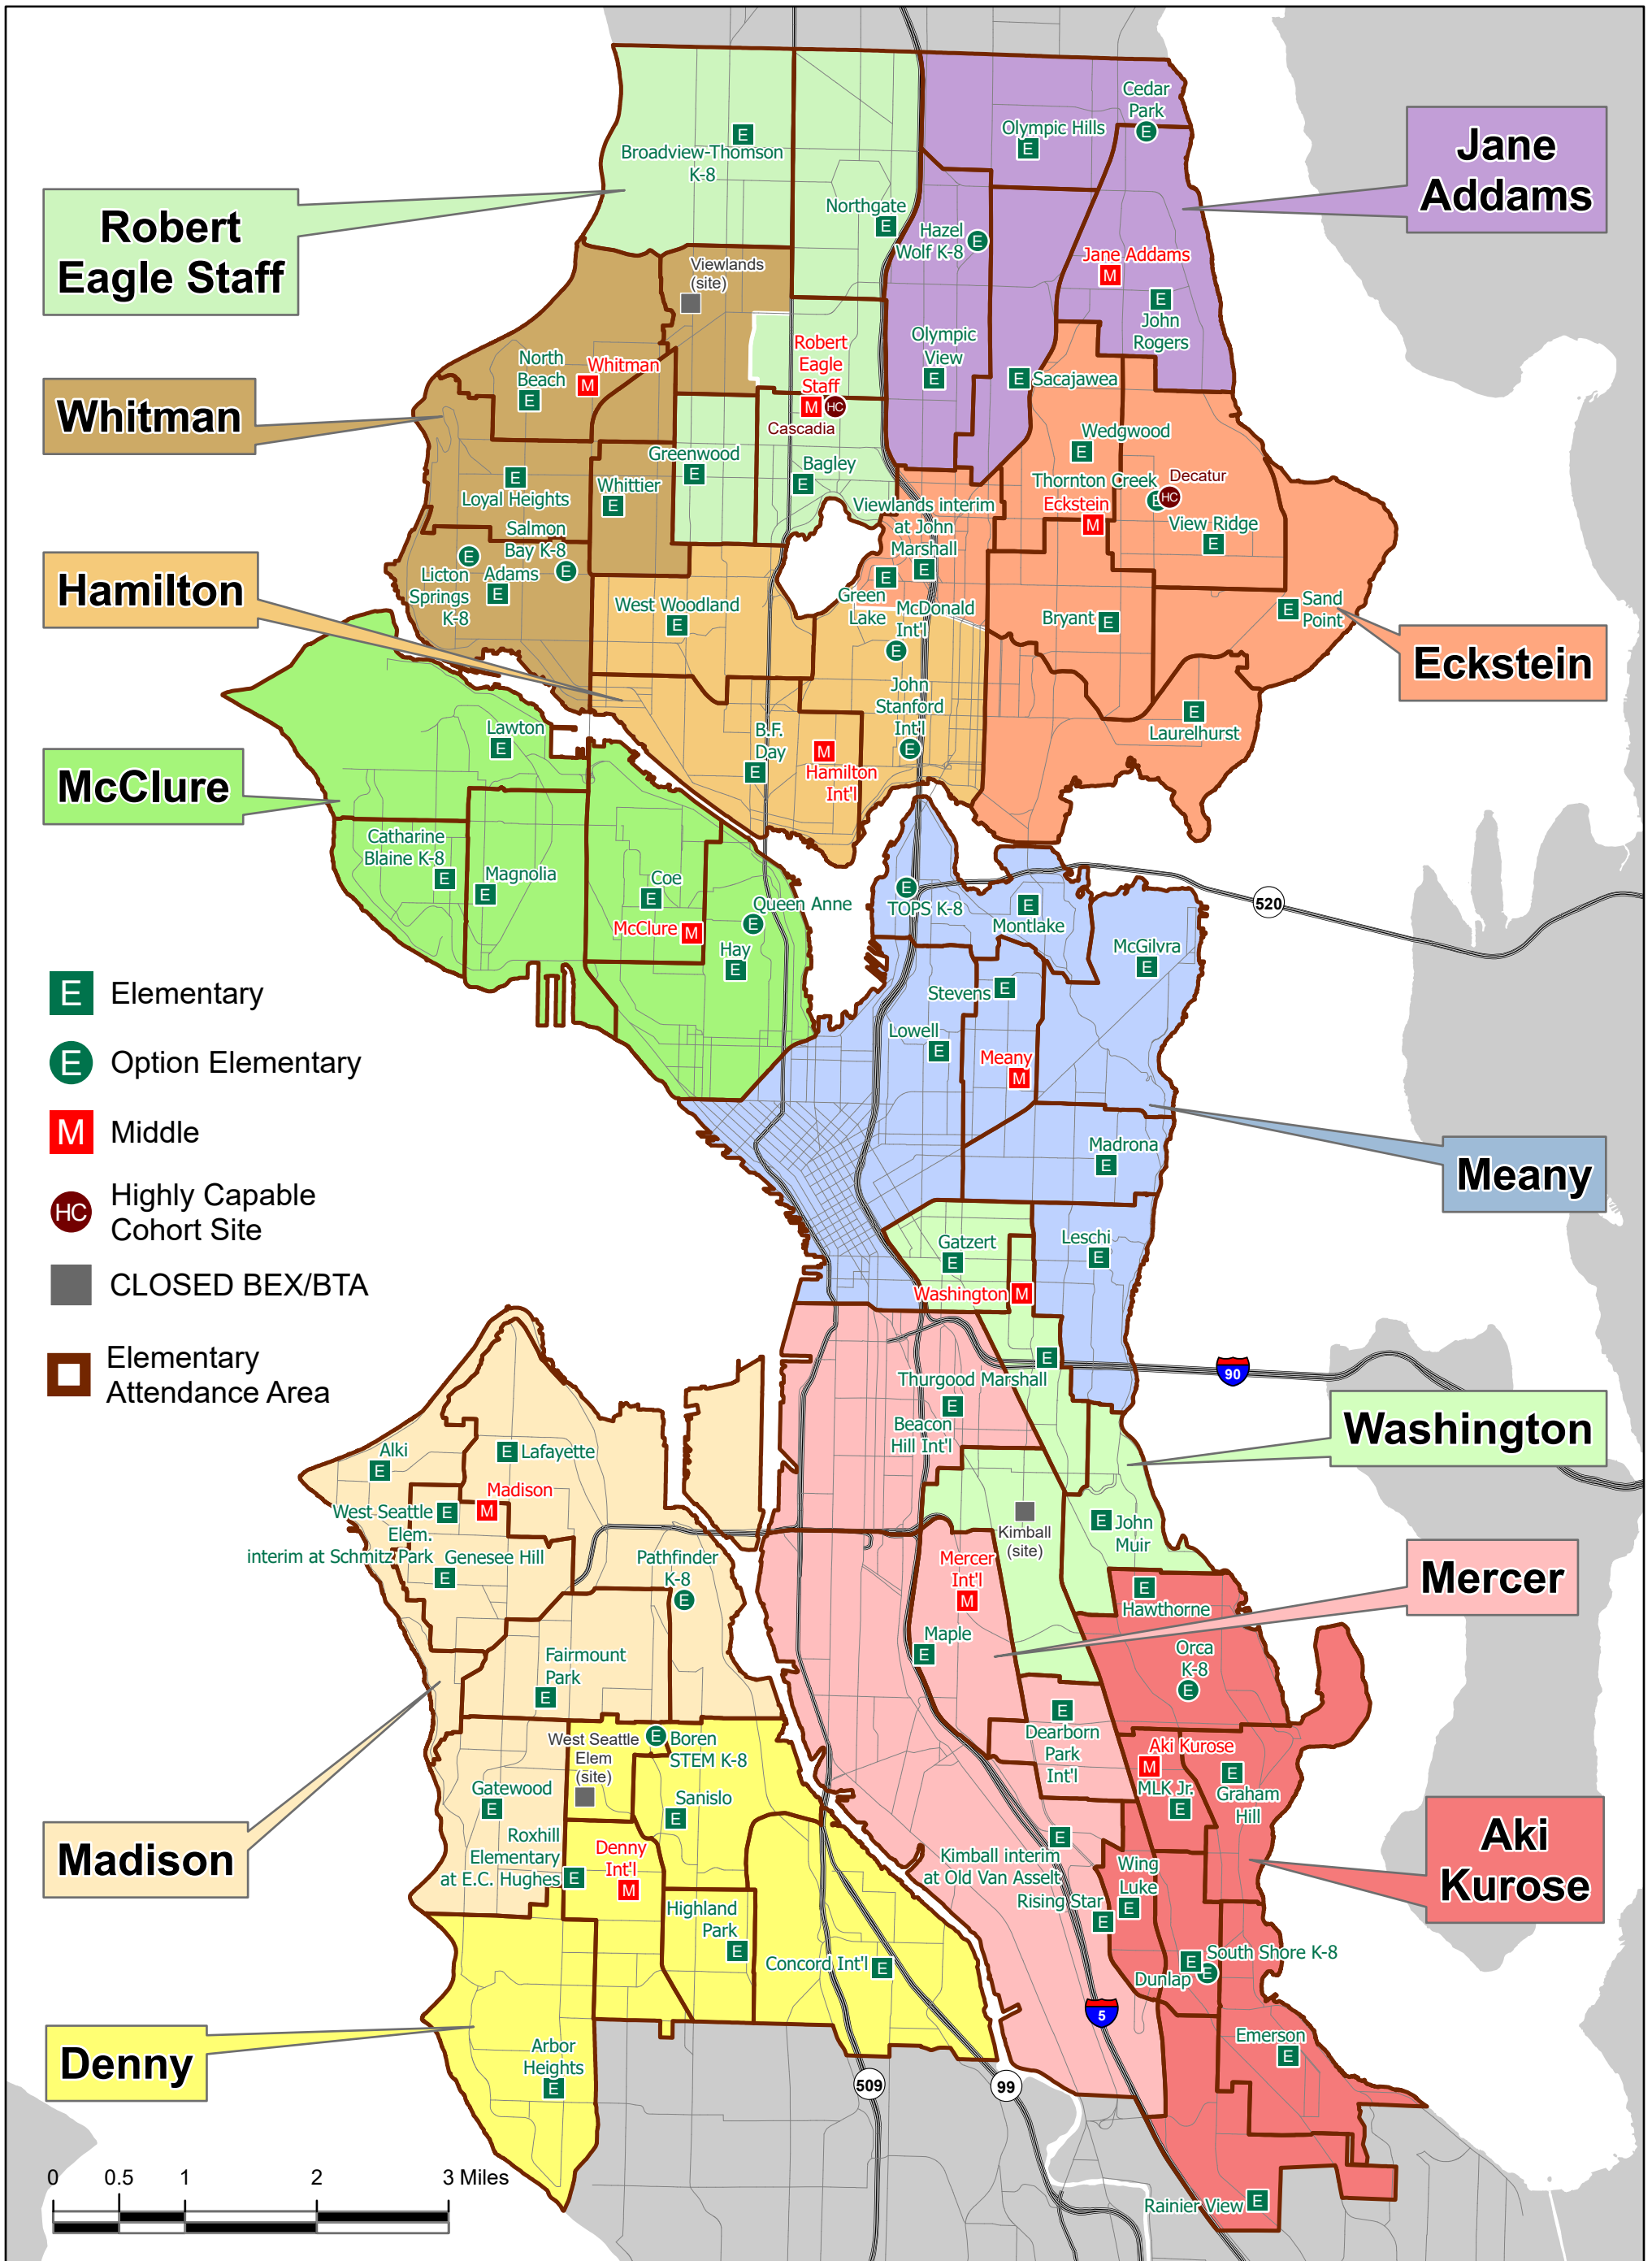 Cedar
Park
E
Olympic Hills
E
Jane
Addams
E
Broadview-Thomson
K-8
Robert
Eagle Staff
Northgate
E
Hazel
Wolf K-8
E
Jane Addams
M
E
John
Rogers
Viewlands
(site)
Olympic
View
E
Robert
Eagle
Staff
M
HC
Cascadia
North
Beach
E
Whitman
M
Whitman
E
Sacajawea
Wedgwood
E
Greenwood
E
Bagley
E
Loyal Heights
E
Whittier
E
Thornton Creek
E
Decatur
HC
Eckstein
M
View Ridge
E
Viewlands interim
at John
Marshall
E
Salmon
Bay K-8
E
E
Licton
Springs
K-8
Adams
E
Hamilton
West Woodland
E
E
Green
Lake
McDonald
Int'l
E
Bryant
E
E
Sand
Point
Eckstein
John
Stanford
Int'l
E
Laurelhurst
E
Lawton
E
B.F.
Day
E
M
Hamilton
Int'l
McClure
Catharine
Blaine K-8
E
Magnolia
E
Coe
E
McClure
M
Queen Anne
E
Hay
E
E
TOPS K-8
E
Montlake
520
McGilvra
E
Stevens
E
Lowell
E
Meany
M
Madrona
E
Meany
E
Elementary
E
Option Elementary
M
Middle
HC
Highly Capable
Cohort Site
CLOSED BEX/BTA
Elementary
Attendance Area
Gatzert
E
Leschi
E
Washington
M
E
Thurgood Marshall
90
Beacon
Hill Int'l
E
Washington
Alki
E
E
Lafayette
Madison
M
West Seattle
Elem.
interim at Schmitz Park
E
Genesee Hill
E
Kimball
(site)
E
John
Muir
Pathfinder
K-8
E
Mercer
Int'l
M
Mercer
E
Hawthorne
Maple
E
Orca
K-8
E
Fairmount
Park
E
E
Dearborn
Park
Int'l
West Seattle
Elem
(site)
E
Boren
STEM K-8
Aki Kurose
M
MLK Jr.
E
E
Graham
Hill
Gatewood
E
Sanislo
E
Madison
Roxhill
Elementary
at E.C. Hughes
E
Denny
Int'l
M
E
Kimball interim
at Old Van Asselt
Wing
Luke
E
Rising Star
E
Aki
Kurose
Highland
Park
E
Concord Int'l
E
South Shore K-8
E
Dunlap
E
5
Emerson
E
Denny
Arbor
Heights
E
509
99
Rainier View
E
0 0.5 1 2 3 Miles